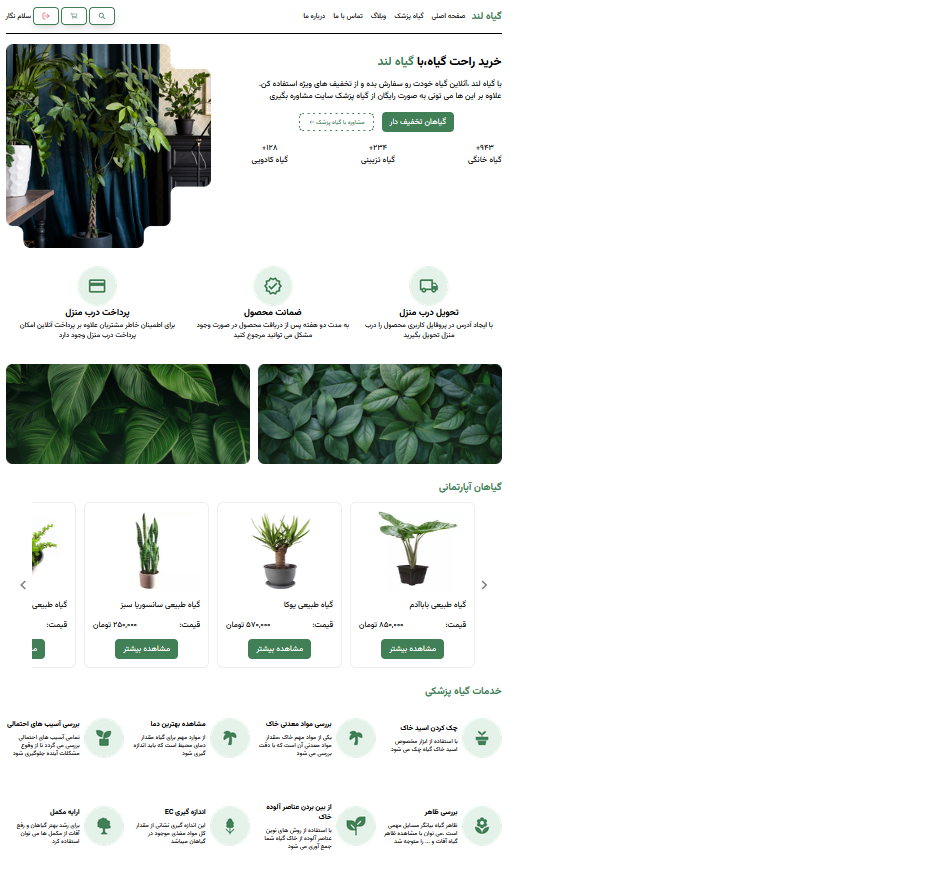 گیاه لند صفحه اصلی گیاه پزشک وبلاگ تماس با ما درباره ما
سلام نگار
خرید راحت گیاه،با گیاه لند
با گیاه لند ،آنلاین گیاه خودت رو سفارش بده و از تخفیف های ویژه استفاده کن.
علاوه بر این ها می تونی به صورت رایگان از گیاه پزشک سایت مشاوره بگیری
گیاهان تخفیف دار
مشاوره با گیاه پزشک ←
۹۴۳+
گیاه خانگی
۲۳۴+
گیاه تزیینی
۱۲۸+
گیاه کادویی
تحویل درب منزل
با ایجاد آدرس در پروفایل کاربری محصول را درب
منزل تحویل بگیرید
ضمانت محصول
به مدت دو هفته پس از دریافت محصول در صورت وجود
مشکل می توانید مرجوع کنید
پرداخت درب منزل
برای اطمینان خاطر مشتریان علاوه بر پرداخت آنلاین امکان
پرداخت درب منزل وجود دارد
گیاهان آپارتمانی
گیاه طبیعی باباآدم
قیمت: ۸۵۰,۰۰۰ تومان
مشاهده بیشتر
گیاه طبیعی یوکا
قیمت: ۵۷۰,۰۰۰ تومان
مشاهده بیشتر
گیاه طبیعی سانسوریا سبز
قیمت: ۲۵۰,۰۰۰ تومان
مشاهده بیشتر
گیاه طبیعی
قیمت:
خدمات گیاه پزشکی
چک کردن اسید خاک
با استفاده از ابزار مخصوص
اسید خاک گیاه چک می شود
بررسی مواد معدنی خاک
یکی از مواد مهم خاک ،مقدار
مواد معدنی آن است که با دقت
بررسی می شود
مشاهده بهترین دما
از موارد مهم برای گیاه مقدار
دمای محیط است که باید اندازه
گیری شود
بررسی آسیب های احتمالی
تمامی آسیب های احتمالی
بررسی می گردد تا از وقوع
مشکلات آینده جلوگیری شود
بررسی ظاهر
ظاهر گیاه بیانگر مسایل مهمی
است .می توان با مشاهده ظاهر
گیاه آفات و ... را متوجه شد
از بین بردن عناصر آلوده
خاک
با استفاده از روش های نوین
عناصر آلوده از خاک گیاه شما
جمع آوری می شود
اندازه گیری EC
این اندازه گیری نشانی از مقدار
کل مواد مغذی موجود در
گیاهان میباشد
ارایه مکمل
برای رشد بهتر گیاهان و رفع
آفات از مکمل ها می توان
استفاده کرد